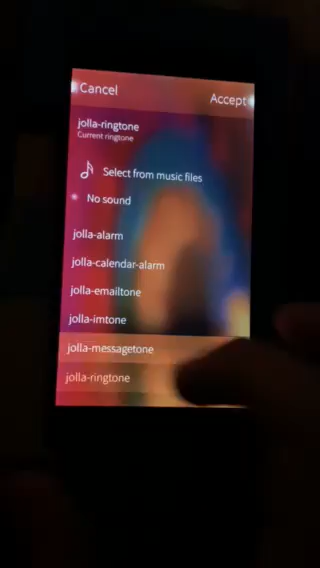 Cancel
Accept
jolla-ringtone
Current ringtone
Select from music files
No sound
jolla-alarm
jolla-calendar-alarm
jolla-emailtone
jolla-imtone
jolla-messagetone
jolla-ringtone